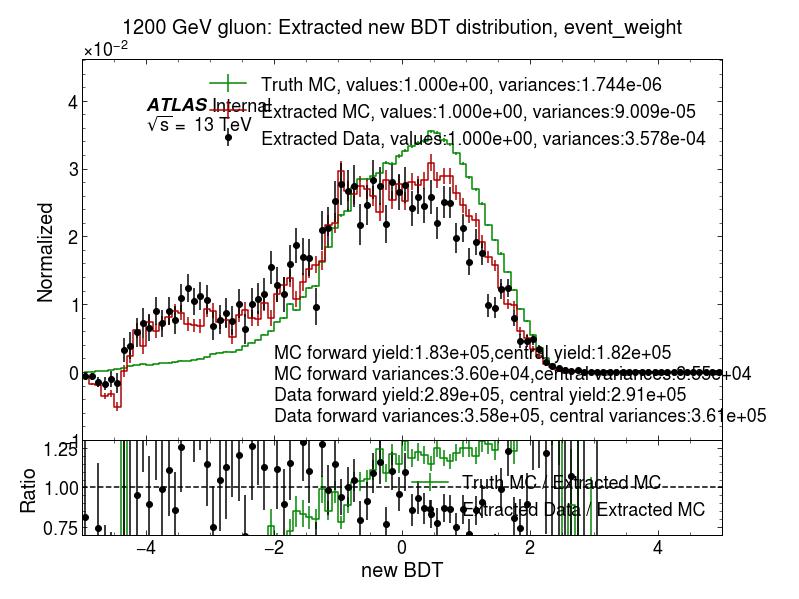 1200 GeV gluon: Extracted new BDT distribution, event_weight
×10⁻²
Truth MC, values:1.000e+00, variances:1.744e-06
ATLAS Internal
Extracted MC, values:1.000e+00, variances:9.009e-05
√s = 13 TeV
Extracted Data, values:1.000e+00, variances:3.578e-04
4
3
2
1
0
Normalized
MC forward yield:1.83e+05,central yield:1.82e+05
MC forward variances:3.60e+04,central variances:3.55e+04
Data forward yield:2.89e+05, central yield:2.91e+05
Data forward variances:3.58e+05, central variances:3.61e+05
1.25
1.00
0.75
Ratio
Truth MC / Extracted MC
Extracted Data / Extracted MC
−4 −2 0 2 4
new BDT